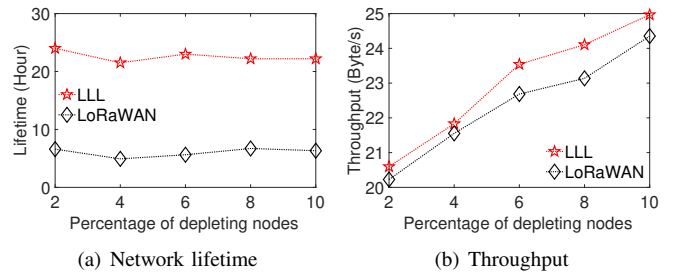 30
20
10
0
Lifetime (Hour)
LLL
LoRaWAN
2 4 6 8 10
Percentage of depleting nodes
(a) Network lifetime
25
24
23
22
21
20
Throughput (Byte/s)
LLL
LoRaWAN
2 4 6 8 10
Percentage of depleting nodes
(b) Throughput